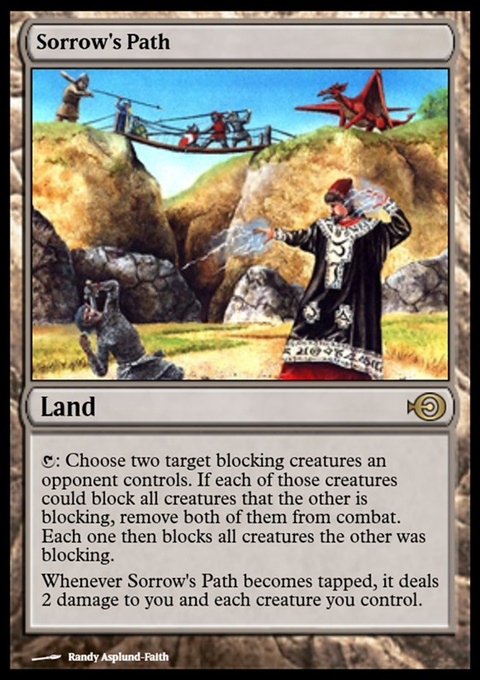 Sorrow's Path
Land
T: Choose two target blocking creatures an
opponent controls. If each of those creatures
could block all creatures that the other is
blocking, remove both of them from combat.
Each one then blocks all creatures the other was
blocking.
Whenever Sorrow's Path becomes tapped, it deals
2 damage to you and each creature you control.
Randy Asplund-Faith